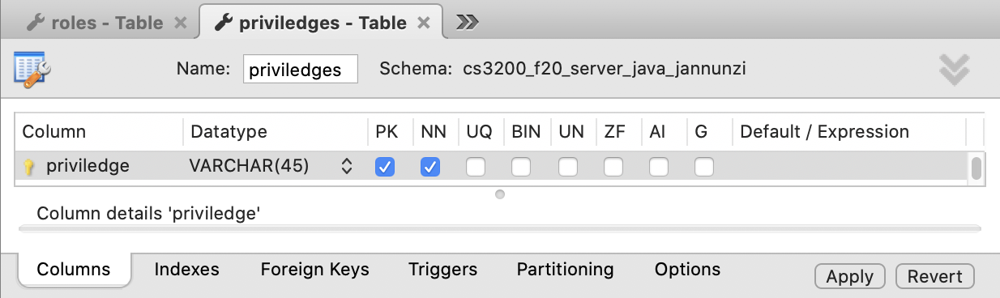 roles - Table priviledges - Table
Name: priviledges Schema: cs3200_f20_server_java_jannunzi
Column Datatype PK NN UQ BIN UN ZF AI G Default / Expression
priviledge VARCHAR(45)
Column details 'priviledge'
Columns Indexes Foreign Keys Triggers Partitioning Options Apply Revert